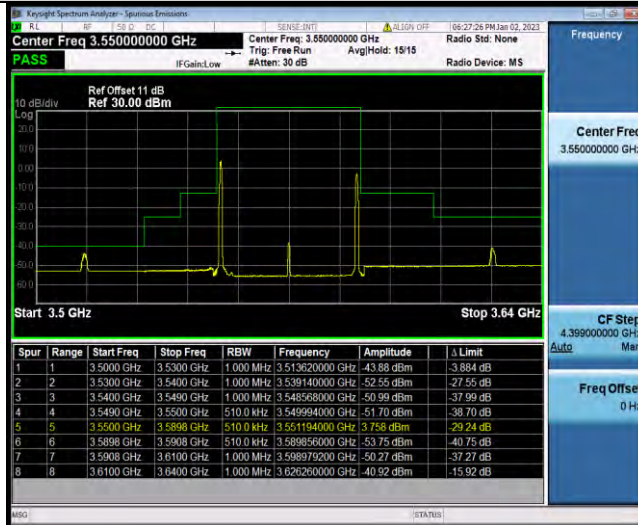 Keysight Spectrum Analyzer - Spurious Emissions
RL RF 50 Ω DC SENSE:INT ALIGN OFF 06:27:26 PM Jan 02, 2023
Center Freq 3.550000000 GHz
Center Freq: 3.550000000 GHz
Radio Std: None
Trig: Free Run Avg|Hold: 15/15
PASS
IFGain:Low
#Atten: 30 dB
Radio Device: MS
Frequency
Ref Offset 11 dB
10 dB/div Ref 30.00 dBm
Log
20.0
10.0
0.00
-10.0
-20.0
-30.0
-40.0
-50.0
-60.0
Start 3.5 GHz Stop 3.64 GHz
Center Freq
3.550000000 GHz
CF Step
4.399000000 GHz
Auto Man
Freq Offset
0 Hz
Spur Range Start Freq Stop Freq RBW Frequency Amplitude Δ Limit
1 1 3.5000 GHz 3.5300 GHz 1.000 MHz 3.513620000 GHz -43.88 dBm -3.884 dB
2 2 3.5300 GHz 3.5400 GHz 1.000 MHz 3.539140000 GHz -52.55 dBm -27.55 dB
3 3 3.5400 GHz 3.5490 GHz 1.000 MHz 3.548568000 GHz -50.99 dBm -37.99 dB
4 4 3.5490 GHz 3.5500 GHz 510.0 kHz 3.549994000 GHz -51.70 dBm -38.70 dB
5 5 3.5500 GHz 3.5898 GHz 510.0 kHz 3.551194000 GHz 3.758 dBm -29.24 dB
6 6 3.5898 GHz 3.5908 GHz 510.0 kHz 3.589856000 GHz -53.75 dBm -40.75 dB
7 7 3.5908 GHz 3.6100 GHz 1.000 MHz 3.598979200 GHz -50.27 dBm -37.27 dB
8 8 3.6100 GHz 3.6400 GHz 1.000 MHz 3.626260000 GHz -40.92 dBm -15.92 dB
MSG STATUS